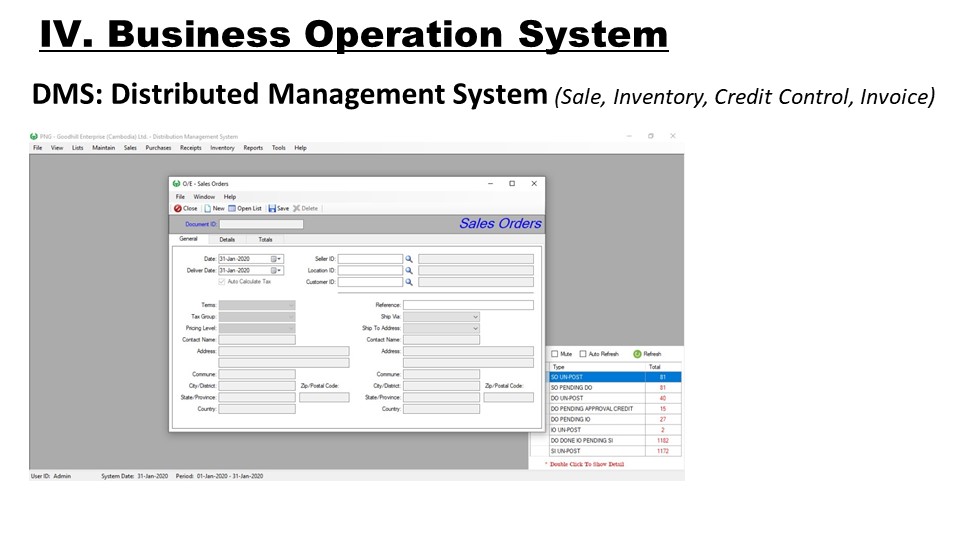 IV. Business Operation System
DMS: Distributed Management System (Sale, Inventory, Credit Control, Invoice)
PNG - Goodhill Enterprise (Cambodia) Ltd. - Distribution Management System
File View Lists Maintain Sales Purchases Receipts Inventory Reports Tools Help
O/E - Sales Orders
File Window Help
Close New Open List Save Delete
Document ID: Sales Orders
General Details Totals
Date: 31-Jan-2020 Seller ID:
Deliver Date: 31-Jan-2020 Location ID:
Auto Calculate Tax Customer ID:
Terms: Reference:
Tax Group: Ship Via:
Pricing Level: Ship To Address:
Contact Name: Contact Name:
Address: Address:
Commune: Commune:
City/District: Zip/Postal Code: City/District: Zip/Postal Code:
State/Province: State/Province:
Country: Country:
Mute Auto Refresh Refresh
Type Total
SO UN-POST 81
SO PENDING DO 81
DO UN-POST 40
DO PENDING APPROVAL CREDIT 15
DO PENDING IO 27
IO UN-POST 2
DO DONE IO PENDING SI 1182
SI UN-POST 1172
* Double Click To Show Detail
User ID: Admin System Date: 31-Jan-2020 Period: 01-Jan-2020 - 31-Jan-2020